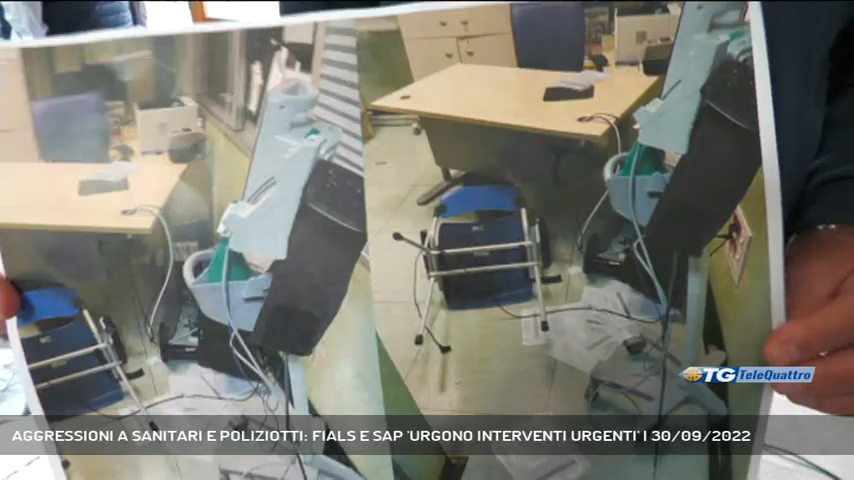 TG TeleQuattro
AGGRESSIONI A SANITARI E POLIZIOTTI: FIALS E SAP 'URGONO INTERVENTI URGENTI' | 30/09/2022